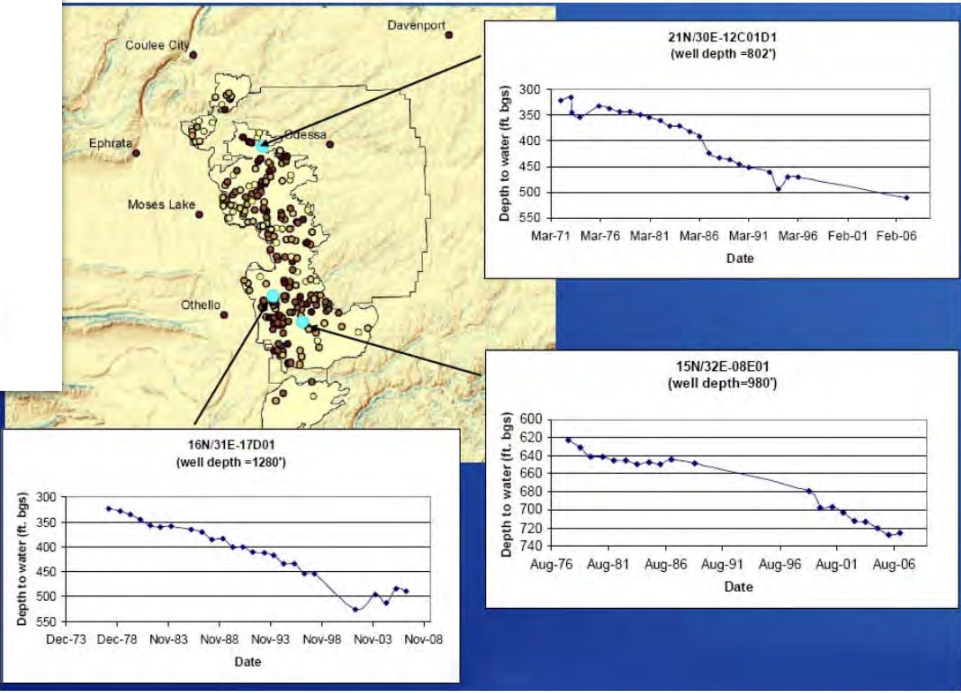 Davenport
Coulee City
Odessa
Ephrata
Moses Lake
Othello
21N/30E-12C01D1
(well depth =802')
Depth to water (ft. bgs)
300
350
400
450
500
550
Mar-71 Mar-76 Mar-81 Mar-86 Mar-91 Mar-96 Feb-01 Feb-06
Date
15N/32E-08E01
(well depth=980')
Depth to water (ft. bgs)
600
620
640
660
680
700
720
740
Aug-76 Aug-81 Aug-86 Aug-91 Aug-96 Aug-01 Aug-06
Date
16N/31E-17D01
(well depth =1280')
Depth to water (ft. bgs)
300
350
400
450
500
550
Dec-73 Dec-78 Nov-83 Nov-88 Nov-93 Nov-98 Nov-03 Nov-08
Date